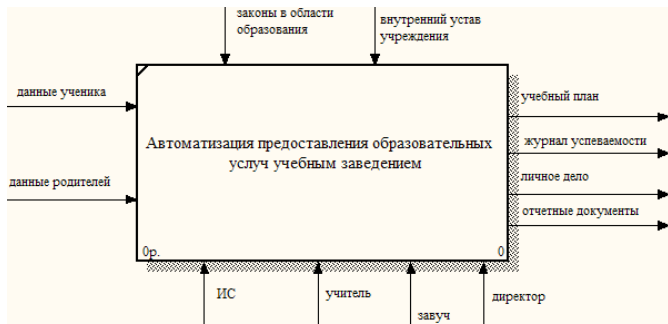 законы в области
образования
внутренний устав
учреждения
данные ученика
данные родителей
Автоматизация предоставления образовательных
услуч учебным заведением
0р.
0
учебный план
журнал успеваемости
личное дело
отчетные документы
ИС
учитель
завуч
директор